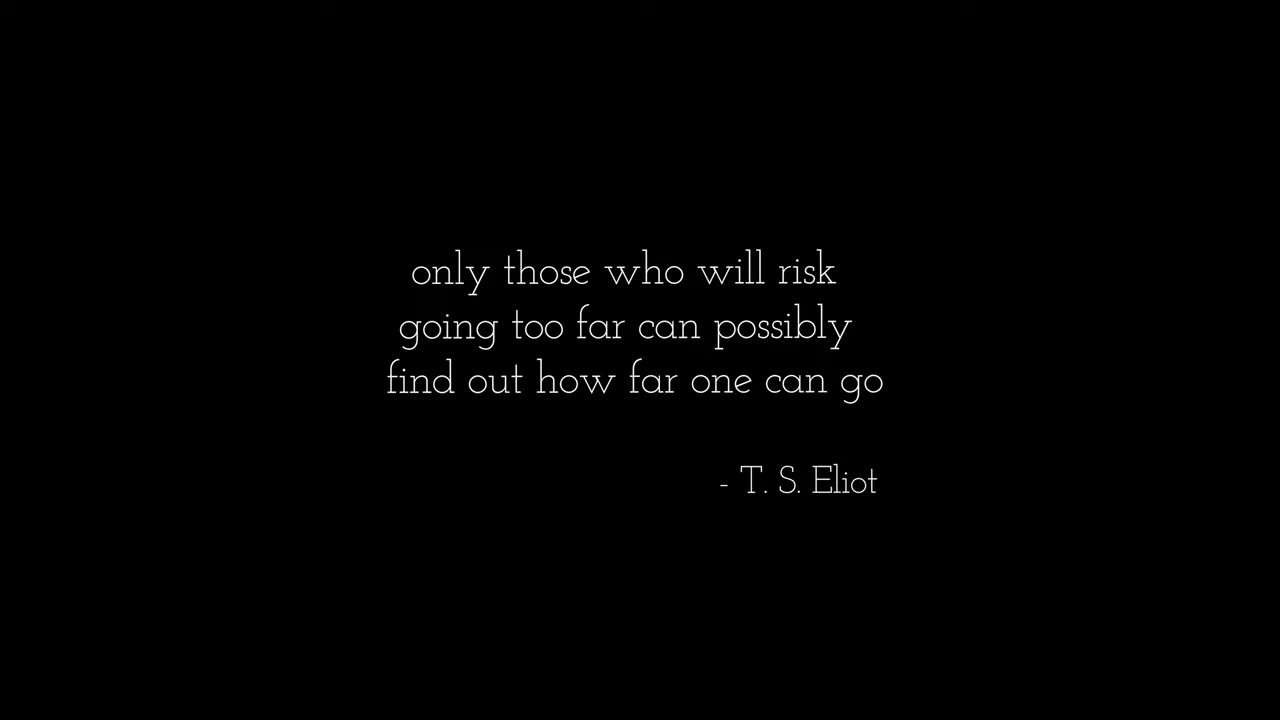 only those who will risk
going too far can possibly
find out how far one can go
- T. S. Eliot